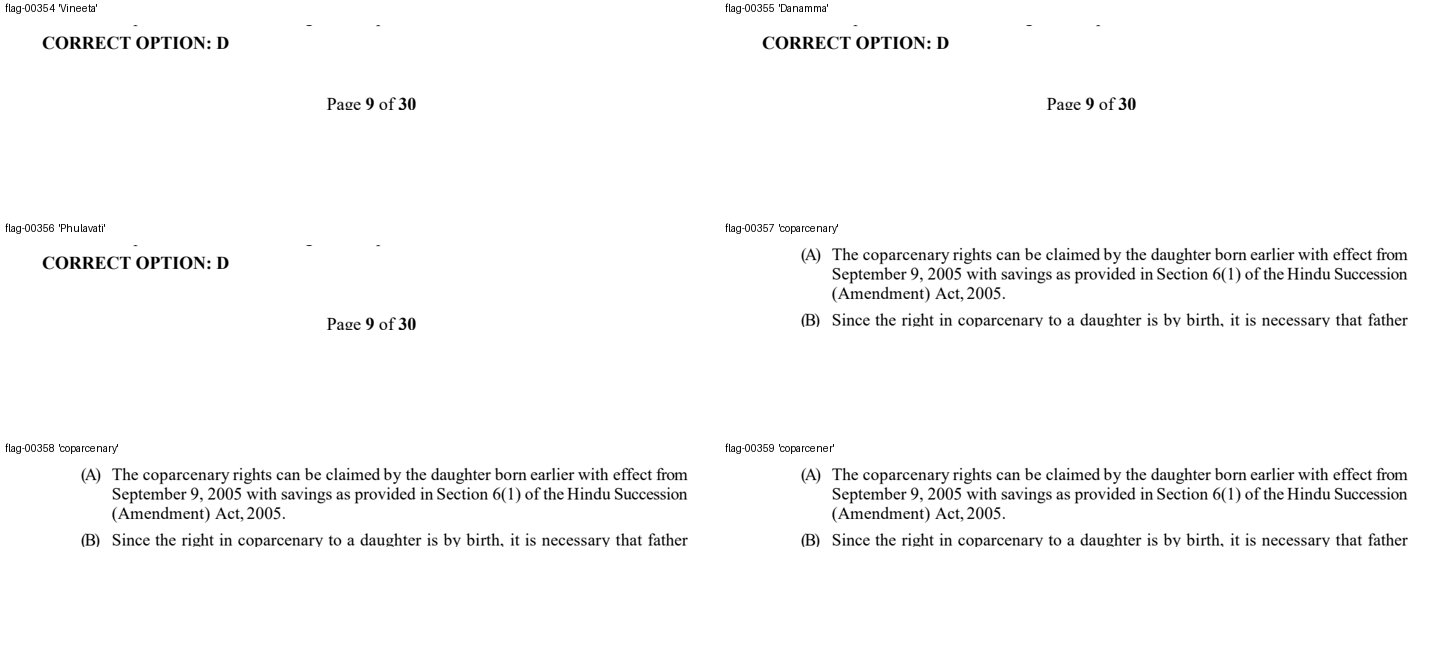 flag-00354 'Vineeta'
CORRECT OPTION: D
Page 9 of 30
flag-00355 'Danamma'
CORRECT OPTION: D
Page 9 of 30
flag-00356 'Phulavati'
CORRECT OPTION: D
Page 9 of 30
flag-00357 'coparcenary'
(A) The coparcenary rights can be claimed by the daughter born earlier with effect from
September 9, 2005 with savings as provided in Section 6(1) of the Hindu Succession
(Amendment) Act, 2005.
(B) Since the right in coparcenary to a daughter is by birth, it is necessary that father
flag-00358 'coparcenary'
(A) The coparcenary rights can be claimed by the daughter born earlier with effect from
September 9, 2005 with savings as provided in Section 6(1) of the Hindu Succession
(Amendment) Act, 2005.
(B) Since the right in coparcenary to a daughter is by birth, it is necessary that father
flag-00359 'coparcener'
(A) The coparcenary rights can be claimed by the daughter born earlier with effect from
September 9, 2005 with savings as provided in Section 6(1) of the Hindu Succession
(Amendment) Act, 2005.
(B) Since the right in coparcenary to a daughter is by birth, it is necessary that father